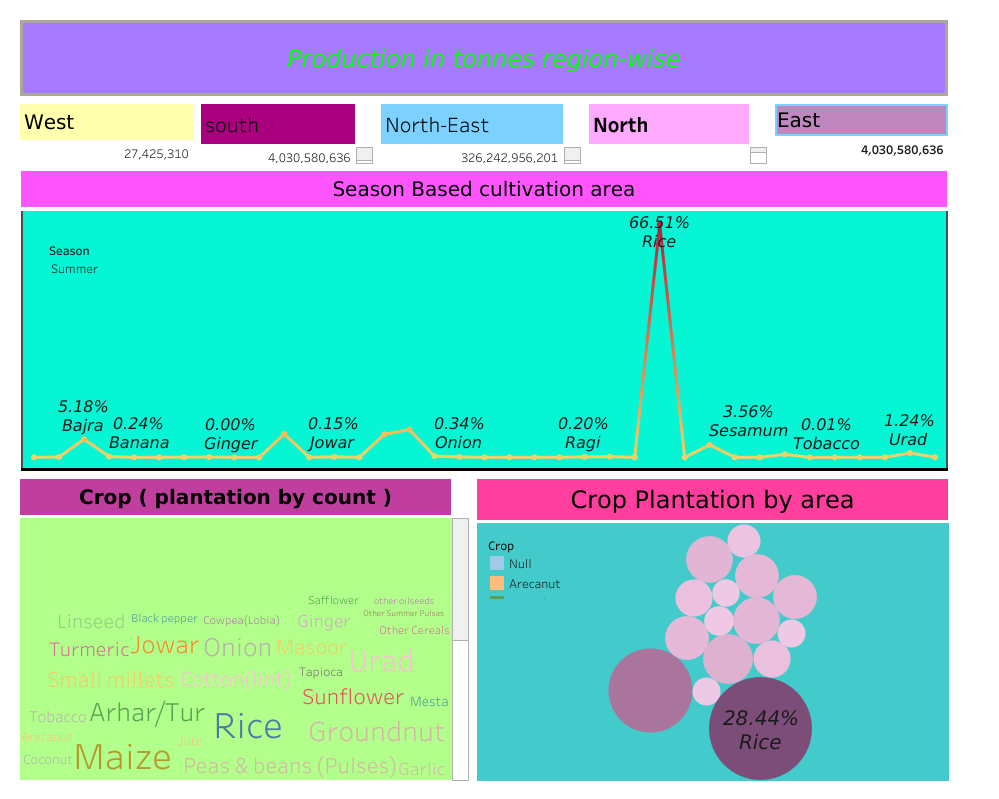 Production in tonnes region-wise
West
south
North-East
North
East
27,425,310
4,030,580,636
326,242,956,201
4,030,580,636
Season Based cultivation area
Season
Summer
66.51%
Rice
5.18%
Bajra
0.24%
Banana
0.00%
Ginger
0.15%
Jowar
0.34%
Onion
0.20%
Ragi
3.56%
Sesamum
0.01%
Tobacco
1.24%
Urad
Crop ( plantation by count )
Safflower
other oilseeds
Linseed
Black pepper
Cowpea(Lobia)
Ginger
Other Summer Pulses
Other Cereals
Turmeric
Jowar
Onion
Masoor
Urad
Small millets
Cotton(lint)
Tapioca
Sunflower
Mesta
Tobacco
Arhar/Tur
Rice
Groundnut
Arecanut
Jute
Coconut
Maize
Peas & beans (Pulses)
Garlic
Crop Plantation by area
Crop
Null
Arecanut
28.44%
Rice